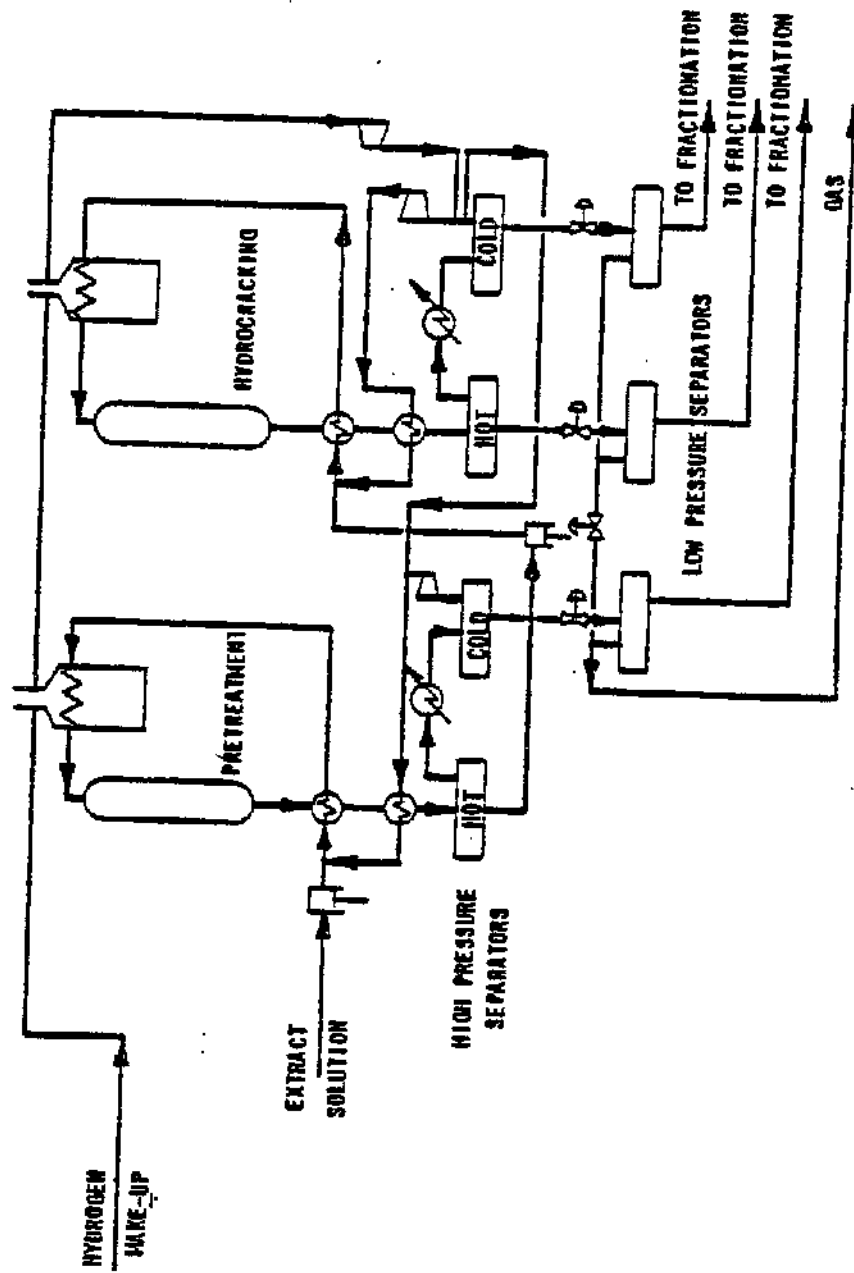 HYDROGEN
MAKE-UP
EXTRACT
SOLUTION
PRETREATMENT
HYDROCRACKING
HIGH PRESSURE
SEPARATORS
HOT
COLD
HOT
COLD
LOW PRESSURE SEPARATORS
TO FRACTIONATION
TO FRACTIONATION
TO FRACTIONATION
GAS